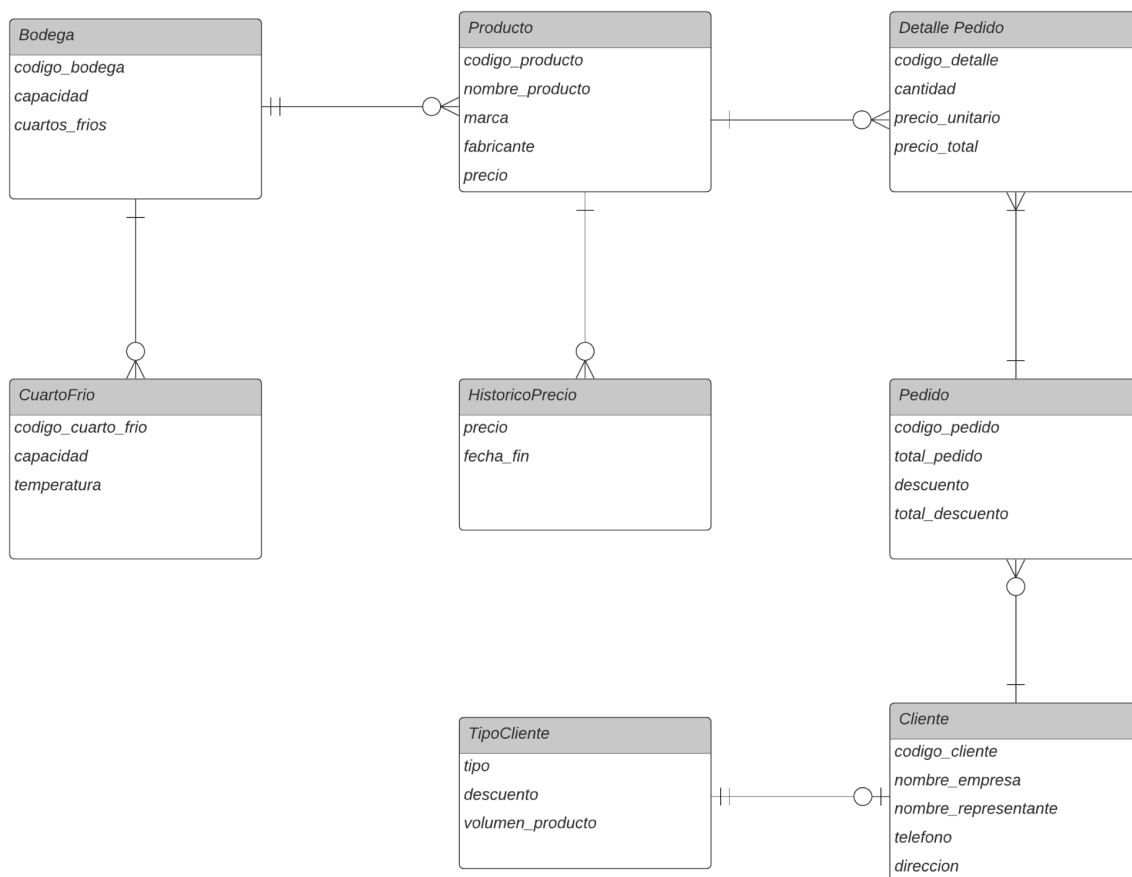 Bodega
codigo_bodega
capacidad
cuartos_frios
Producto
codigo_producto
nombre_producto
marca
fabricante
precio
Detalle Pedido
codigo_detalle
cantidad
precio_unitario
precio_total
CuartoFrio
codigo_cuarto_frio
capacidad
temperatura
HistoricoPrecio
precio
fecha_fin
Pedido
codigo_pedido
total_pedido
descuento
total_descuento
TipoCliente
tipo
descuento
volumen_producto
Cliente
codigo_cliente
nombre_empresa
nombre_representante
telefono
direccion